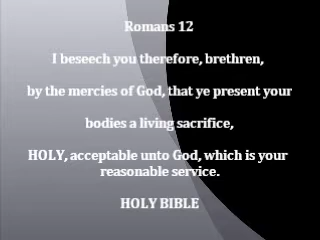 Romans 12
I beseech you therefore, brethren,
by the mercies of God, that ye present your
bodies a living sacrifice,
HOLY, acceptable unto God, which is your
reasonable service.
HOLY BIBLE